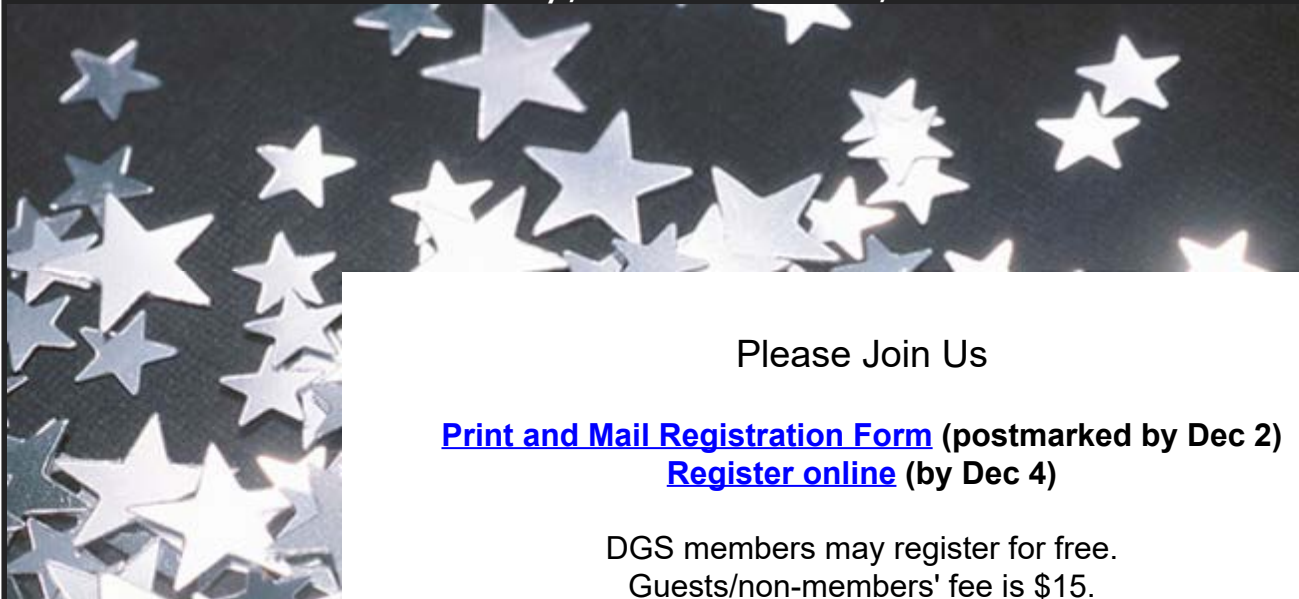 Please Join Us
Print and Mail Registration Form (postmarked by Dec 2)
Register online (by Dec 4)
DGS members may register for free.
Guests/non-members' fee is $15.